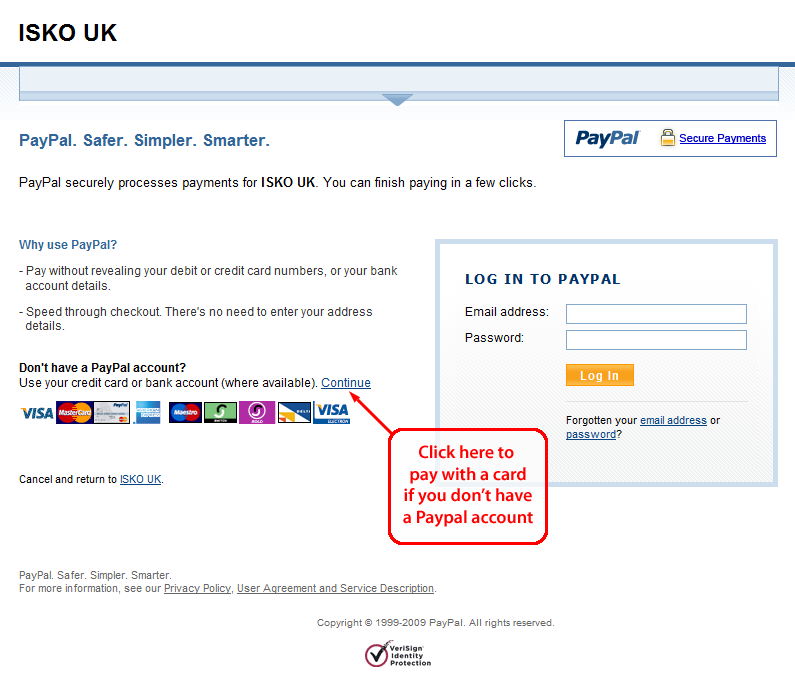 ISKO UK
PayPal. Safer. Simpler. Smarter.
PayPal
Secure Payments
PayPal securely processes payments for ISKO UK. You can finish paying in a few clicks.
Why use PayPal?
- Pay without revealing your debit or credit card numbers, or your bank
account details.
- Speed through checkout. There's no need to enter your address
details.
Don't have a PayPal account?
Use your credit card or bank account (where available). Continue
VISA MasterCard PayPal Maestro SWITCH SOLO DELTA VISA
ELECTRON
Cancel and return to ISKO UK.
LOG IN TO PAYPAL
Email address:
Password:
Log In
Forgotten your email address or
password?
Click here to
pay with a card
if you don't have
a Paypal account
PayPal. Safer. Simpler. Smarter.
For more information, see our Privacy Policy, User Agreement and Service Description.
Copyright © 1999-2009 PayPal. All rights reserved.
VeriSign
Identity
Protection